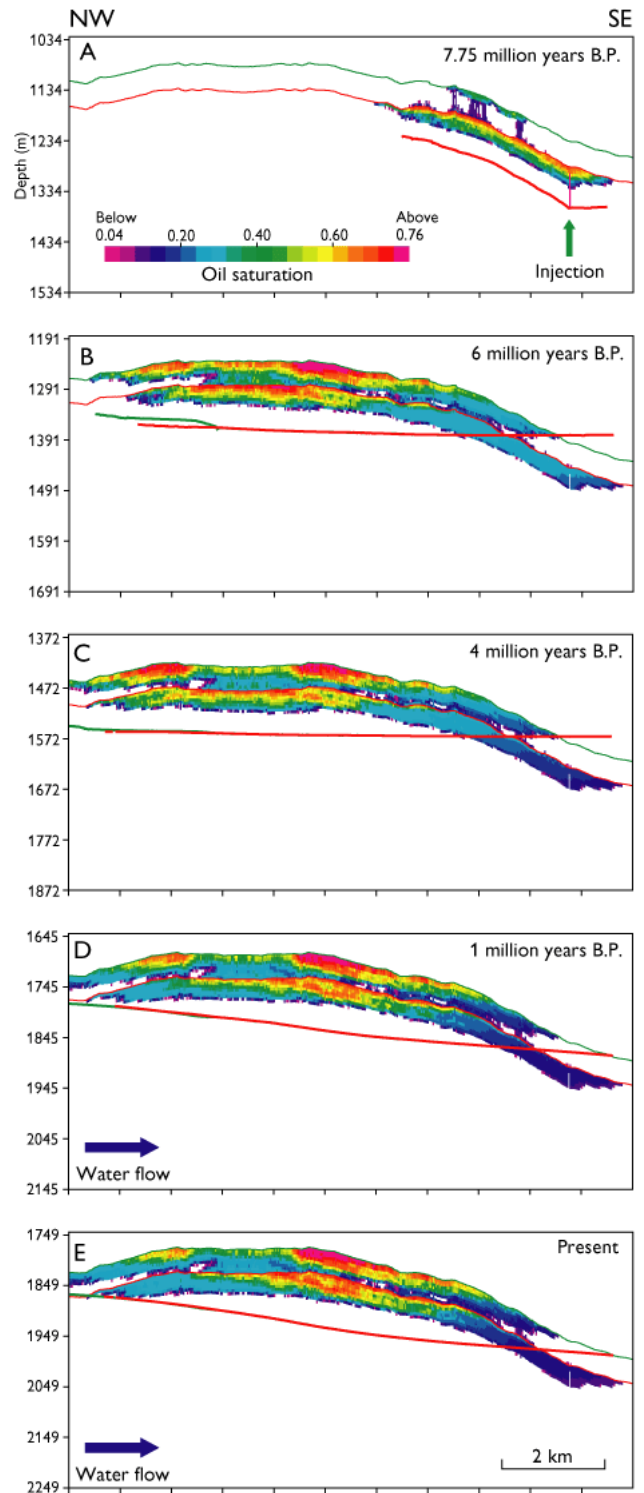 NW SE
A 7.75 million years B.P.
1034
1134
1234
1334
1434
1534
Depth (m)
Below Above
0.04 0.20 0.40 0.60 0.76
Oil saturation
Injection
B 6 million years B.P.
1191
1291
1391
1491
1591
1691
C 4 million years B.P.
1372
1472
1572
1672
1772
1872
D 1 million years B.P.
1645
1745
1845
1945
2045
2145
Water flow
E Present
1749
1849
1949
2049
2149
2249
Water flow
2 km